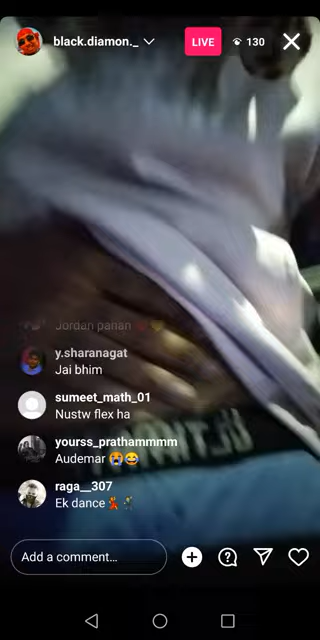 black.diamon._
LIVE
130
Jordan
y.sharanagat
Jai bhim
sumeet_math_01
Nustw flex ha
yourss_prathammmm
Audemar 😭😂
raga__307
Ek dance 💃🕺
Add a comment...